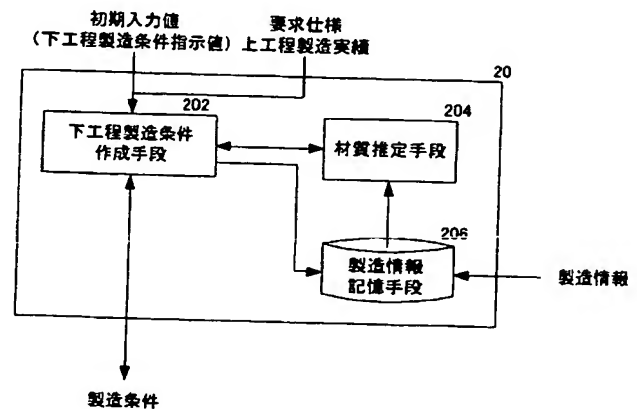 初期入力値
(下工程製造条件指示値)
要求仕様
上工程製造実績
20
202
下工程製造条件
作成手段
204
材質推定手段
206
製造情報
記憶手段
製造情報
製造条件